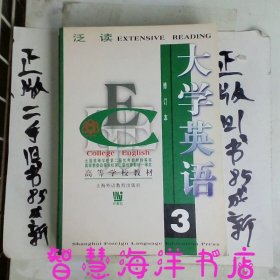 泛读 EXTENSIVE READING
大学英语
修订本
E
College English
高等学校教材
上海外语教育出版社
3
Shanghai Foreign Language Education Press
正版二手旧书85成新
正版旧书85成新
智慧海洋书店